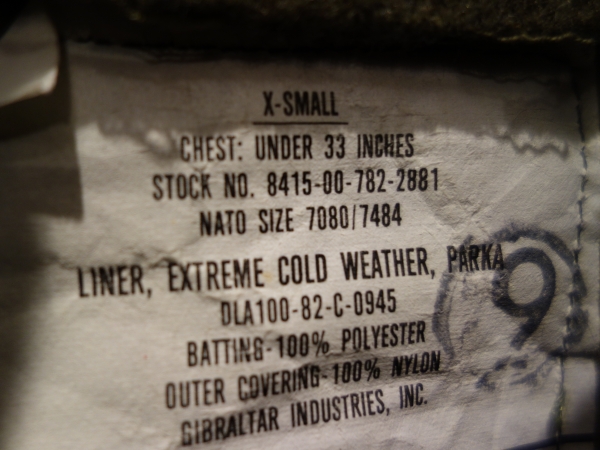 X-SMALL
CHEST: UNDER 33 INCHES
STOCK NO. 8415-00-782-2881
NATO SIZE 7080/7484
LINER, EXTREME COLD WEATHER, PARKA
DLA100-82-C-0945
BATTING-100% POLYESTER
OUTER COVERING-100% NYLON
GIBRALTAR INDUSTRIES, INC.
9